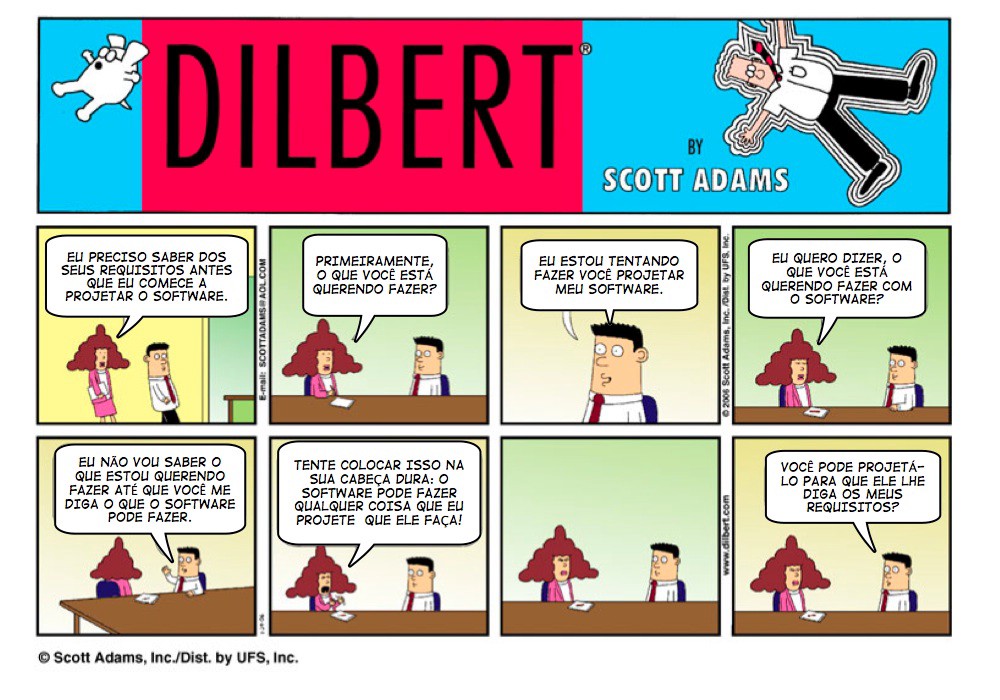 DILBERT®
BY
SCOTT ADAMS
EU PRECISO SABER DOS
SEUS REQUISITOS ANTES
QUE EU COMECE A
PROJETAR O SOFTWARE.
E-mail: SCOTTADAMS@AOL.COM
PRIMEIRAMENTE,
O QUE VOCÊ ESTÁ
QUERENDO FAZER?
EU ESTOU TENTANDO
FAZER VOCÊ PROJETAR
MEU SOFTWARE.
© 2006 Scott Adams, Inc./Dist. by UFS, Inc.
EU QUERO DIZER, O
QUE VOCÊ ESTÁ
QUERENDO FAZER COM
O SOFTWARE?
EU NÃO VOU SABER O
QUE ESTOU QUERENDO
FAZER ATÉ QUE VOCÊ ME
DIGA O QUE O SOFTWARE
PODE FAZER.
TENTE COLOCAR ISSO NA
SUA CABEÇA DURA: O
SOFTWARE PODE FAZER
QUALQUER COISA QUE EU
PROJETE QUE ELE FAÇA!
www.dilbert.com
VOCÊ PODE PROJETÁ-
LO PARA QUE ELE LHE
DIGA OS MEUS
REQUISITOS?
© Scott Adams, Inc./Dist. by UFS, Inc.